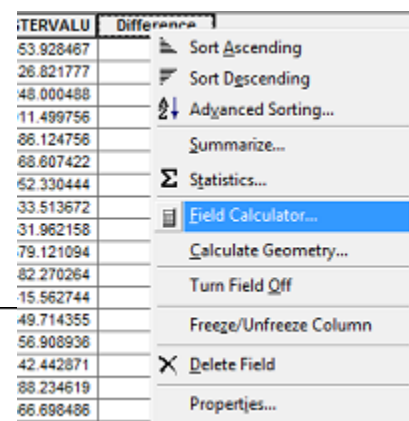 STERVALU Difference
53.928467
26.821777
48.000488
11.499756
86.124756
68.607422
52.330444
33.513672
31.962158
79.121094
82.270264
15.562744
49.714355
56.908936
42.442871
88.234619
66.698486
Sort Ascending
Sort Descending
Advanced Sorting...
Summarize...
Statistics...
Field Calculator...
Calculate Geometry...
Turn Field Off
Freeze/Unfreeze Column
Delete Field
Properties...